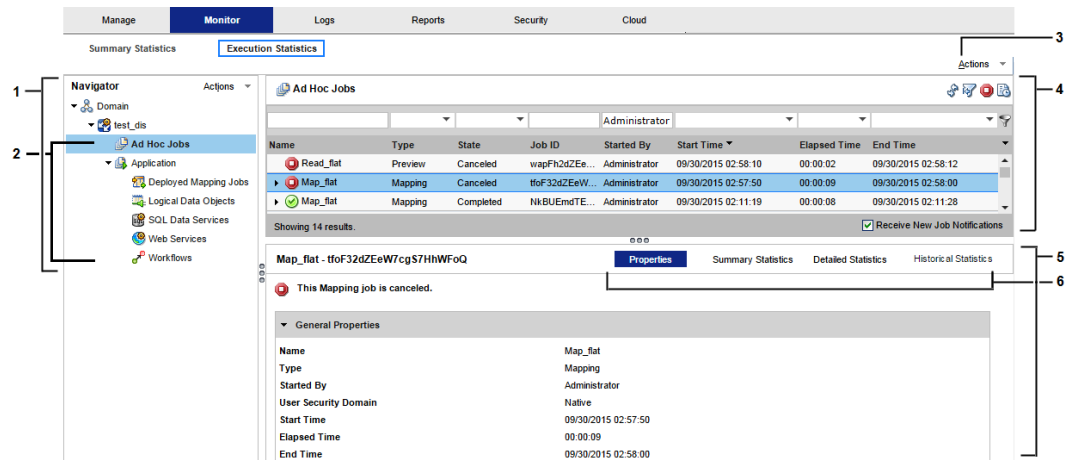 Manage Monitor Logs Reports Security Cloud
Summary Statistics Execution Statistics
3
Actions
1
2
Navigator Actions
Domain
test_dis
Ad Hoc Jobs
Application
Deployed Mapping Jobs
Logical Data Objects
SQL Data Services
Web Services
Workflows
4
Ad Hoc Jobs
Administrator
Name Type State Job ID Started By Start Time Elapsed Time End Time
Read_flat Preview Canceled wapFh2dZEe... Administrator 09/30/2015 02:58:10 00:00:02 09/30/2015 02:58:12
Map_flat Mapping Canceled tfoF32dZEeW... Administrator 09/30/2015 02:57:50 00:00:09 09/30/2015 02:58:00
Map_flat Mapping Completed NkBUEmdTE... Administrator 09/30/2015 02:11:19 00:00:08 09/30/2015 02:11:28
Showing 14 results. Receive New Job Notifications
5
6
Map_flat - tfoF32dZEeW7cgS7HhWFoQ Properties Summary Statistics Detailed Statistics Historical Statistics
This Mapping job is canceled.
General Properties
Name Map_flat
Type Mapping
Started By Administrator
User Security Domain Native
Start Time 09/30/2015 02:57:50
Elapsed Time 00:00:09
End Time 09/30/2015 02:58:00